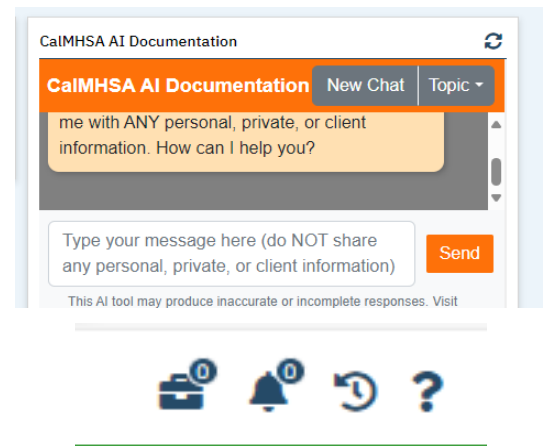 CalMHSA AI Documentation
CalMHSA AI Documentation New Chat Topic
me with ANY personal, private, or client
information. How can I help you?
Type your message here (do NOT share
any personal, private, or client information)
Send
This AI tool may produce inaccurate or incomplete responses. Visit
0 0 ?